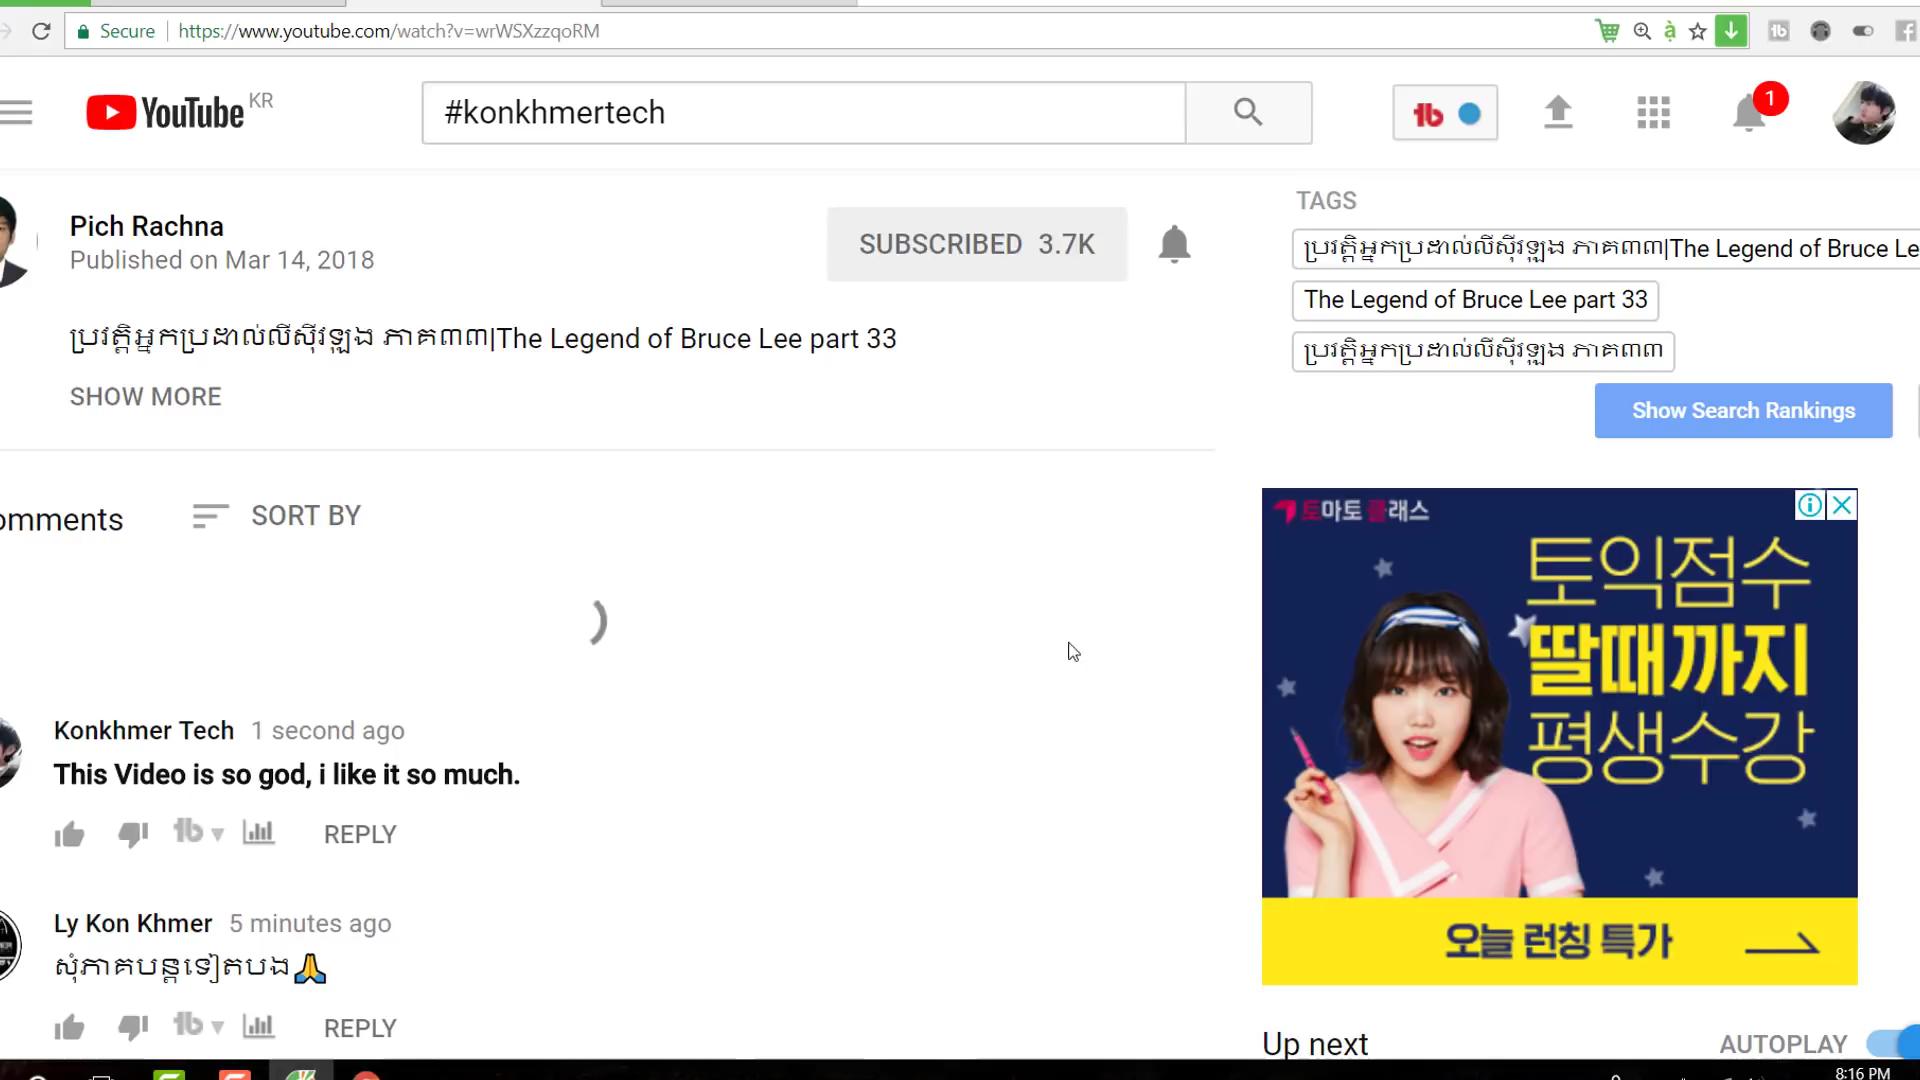 Secure
https://www.youtube.com/watch?v=wrWSXzzqoRM
YouTube KR
#konkhmertech
1
Pich Rachna
Published on Mar 14, 2018
SUBSCRIBED 3.7K
ប្រវត្តិអ្នកប្រដាល់លីស៊ីវឡុង ភាគ៣៣|The Legend of Bruce Lee part 33
SHOW MORE
TAGS
ប្រវត្តិអ្នកប្រដាល់លីស៊ីវឡុង ភាគ៣៣|The Legend of Bruce Le
The Legend of Bruce Lee part 33
ប្រវត្តិអ្នកប្រដាល់លីស៊ីវឡុង ភាគ៣៣
Show Search Rankings
omments
SORT BY
Konkhmer Tech 1 second ago
This Video is so god, i like it so much.
REPLY
Ly Kon Khmer 5 minutes ago
សុំភាគបន្តទៀតបង🙏
REPLY
토마토 클래스
토익점수
딸때까지
평생수강
오늘 런칭 특가
Up next
AUTOPLAY
8:16 PM